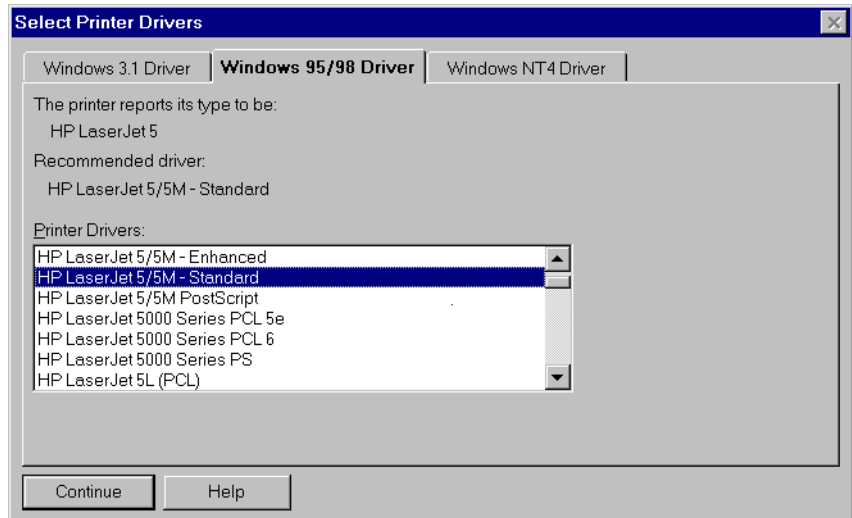 Select Printer Drivers
Windows 3.1 Driver Windows 95/98 Driver Windows NT4 Driver
The printer reports its type to be:
HP LaserJet 5
Recommended driver:
HP LaserJet 5/5M - Standard
Printer Drivers:
HP LaserJet 5/5M - Enhanced
HP LaserJet 5/5M - Standard
HP LaserJet 5/5M PostScript
HP LaserJet 5000 Series PCL 5e
HP LaserJet 5000 Series PCL 6
HP LaserJet 5000 Series PS
HP LaserJet 5L (PCL)
Continue Help